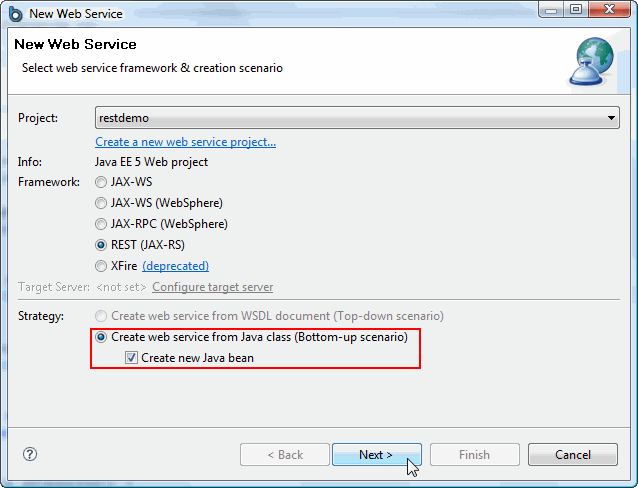 New Web Service
New Web Service
Select web service framework & creation scenario
Project: restdemo
Create a new web service project...
Info: Java EE 5 Web project
Framework: JAX-WS
JAX-WS (WebSphere)
JAX-RPC (WebSphere)
REST (JAX-RS)
XFire (deprecated)
Target Server: <not set> Configure target server
Strategy: Create web service from WSDL document (Top-down scenario)
Create web service from Java class (Bottom-up scenario)
Create new Java bean
? < Back Next > Finish Cancel